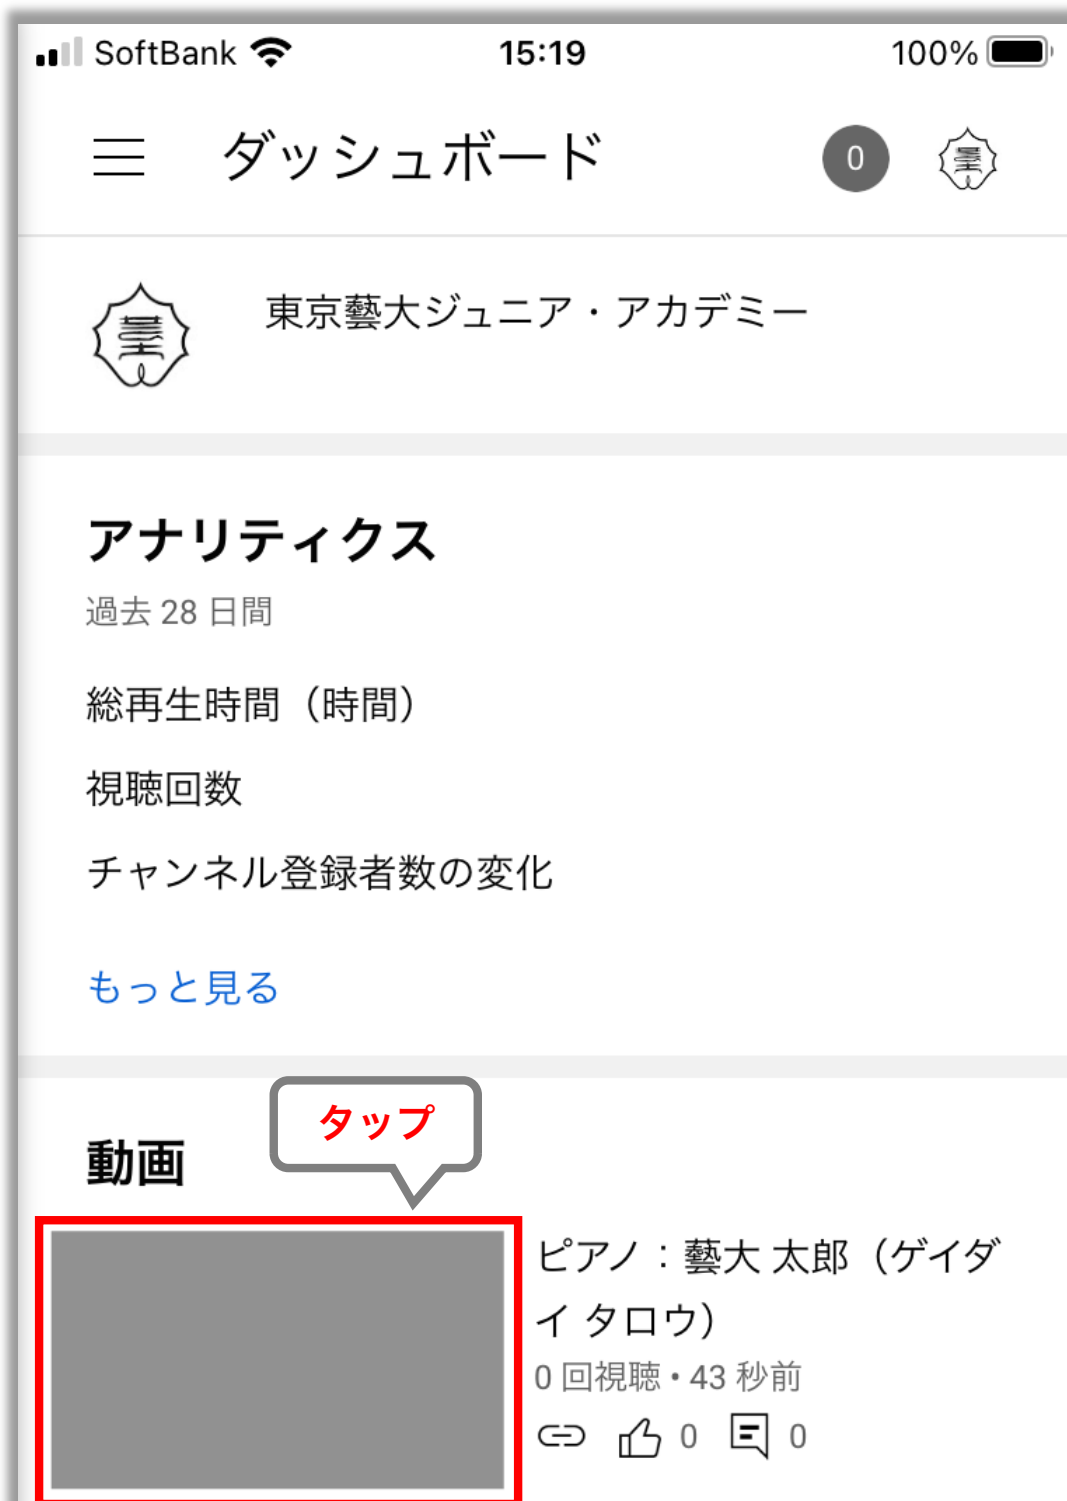 SoftBank 15:19 100%
ダッシュボード 0
東京藝大ジュニア・アカデミー
アナリティクス
過去 28 日間
総再生時間（時間）
視聴回数
チャンネル登録者数の変化
もっと見る
タップ
動画
ピアノ：藝大 太郎（ゲイダ
イ タロウ）
0 回視聴・43 秒前
0 0